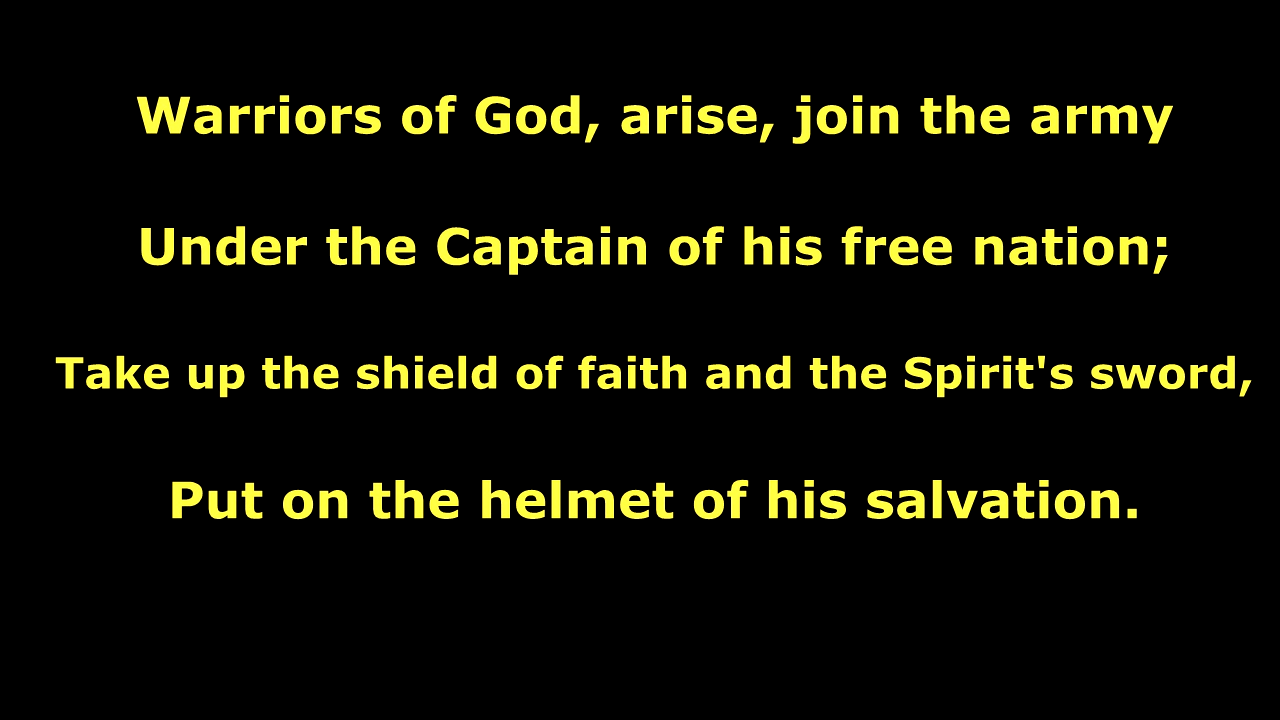 Warriors of God, arise, join the army
Under the Captain of his free nation;
Take up the shield of faith and the Spirit's sword,
Put on the helmet of his salvation.